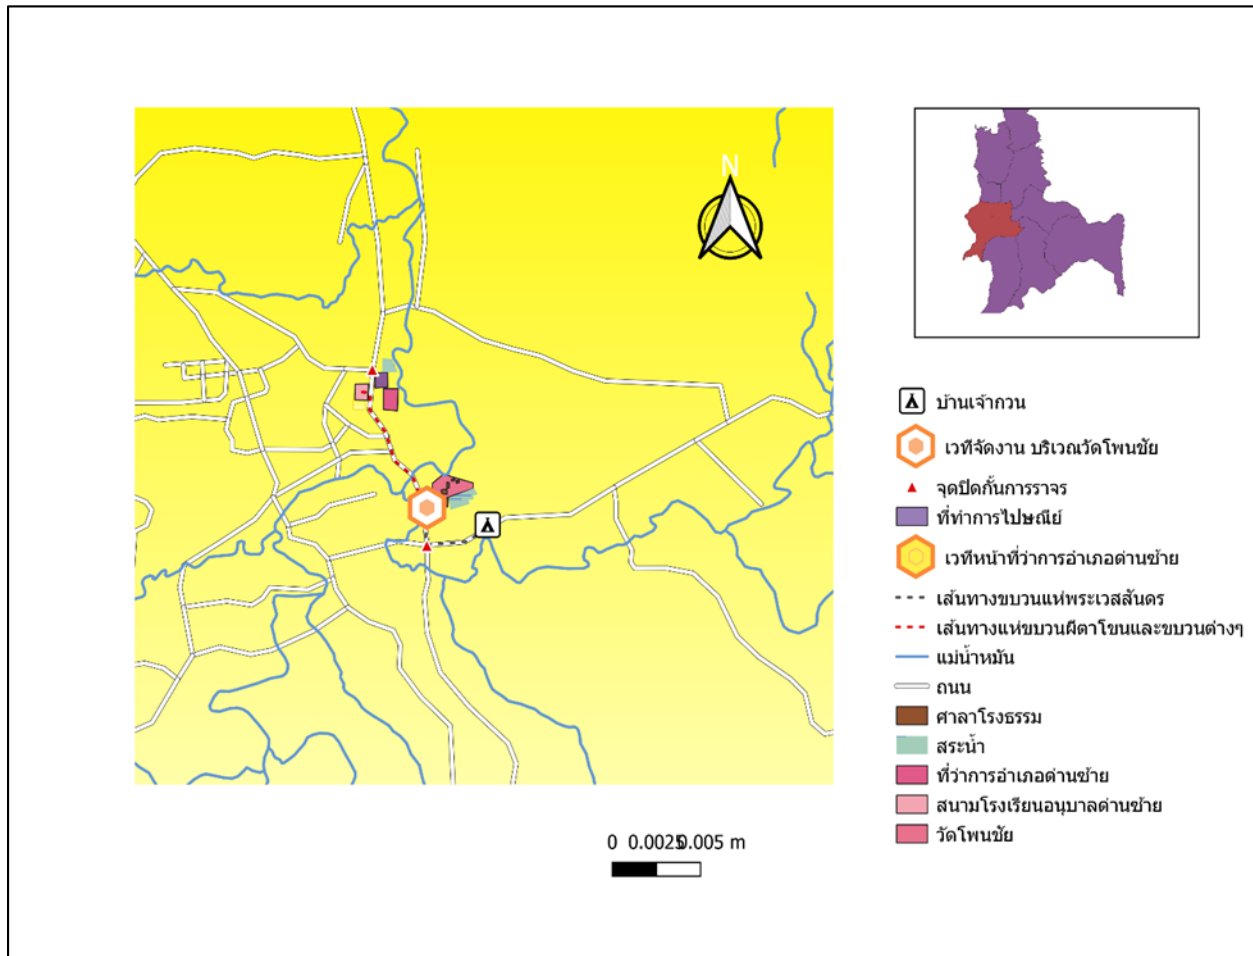 N
บ้านเจ้ากวน
เวทีจัดงาน บริเวณวัดโพนชัย
จุดปิดกั้นการราจร
ที่ทำการไปษณีย์
เวทีหน้าที่ว่าการอำเภอด่านซ้าย
เส้นทางขบวนแห่พระเวสสันดร
เส้นทางแห่ขบวนผีตาโขนและขบวนต่างๆ
แม่น้ำหมัน
ถนน
ศาลาโรงธรรม
สระน้ำ
ที่ว่าการอำเภอด่านซ้าย
สนามโรงเรียนอนุบาลด่านซ้าย
วัดโพนชัย
0 0.0025 0.005 m